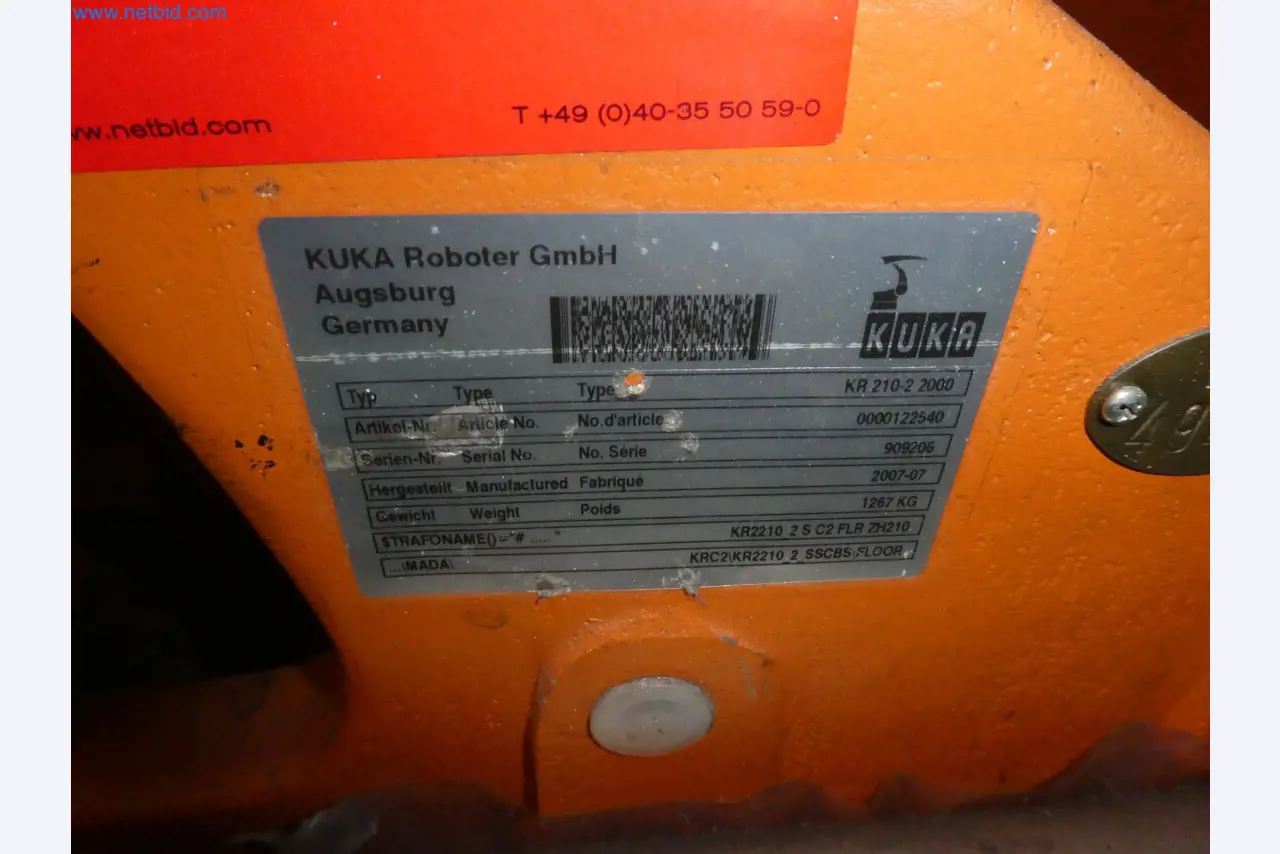 www.netbid.com
ww.netbid.com T +49 (0)40-35 50 59-0
KUKA Roboter GmbH
Augsburg
Germany
KUKA
Typ Type Type KR 210-2 2000
Artikel-Nr. Article No. No.d'article 0000122540
Serien-Nr. Serial No. No. Série 909206
Hergestellt Manufactured Fabriqué 2007-07
Gewicht Weight Poids 1267 KG
$TRAFONAME()="# ..... " KR2210_2 S C2 FLR ZH210
...\MADA\ KRC2\KR2210_2_SSCBS\FLOOR